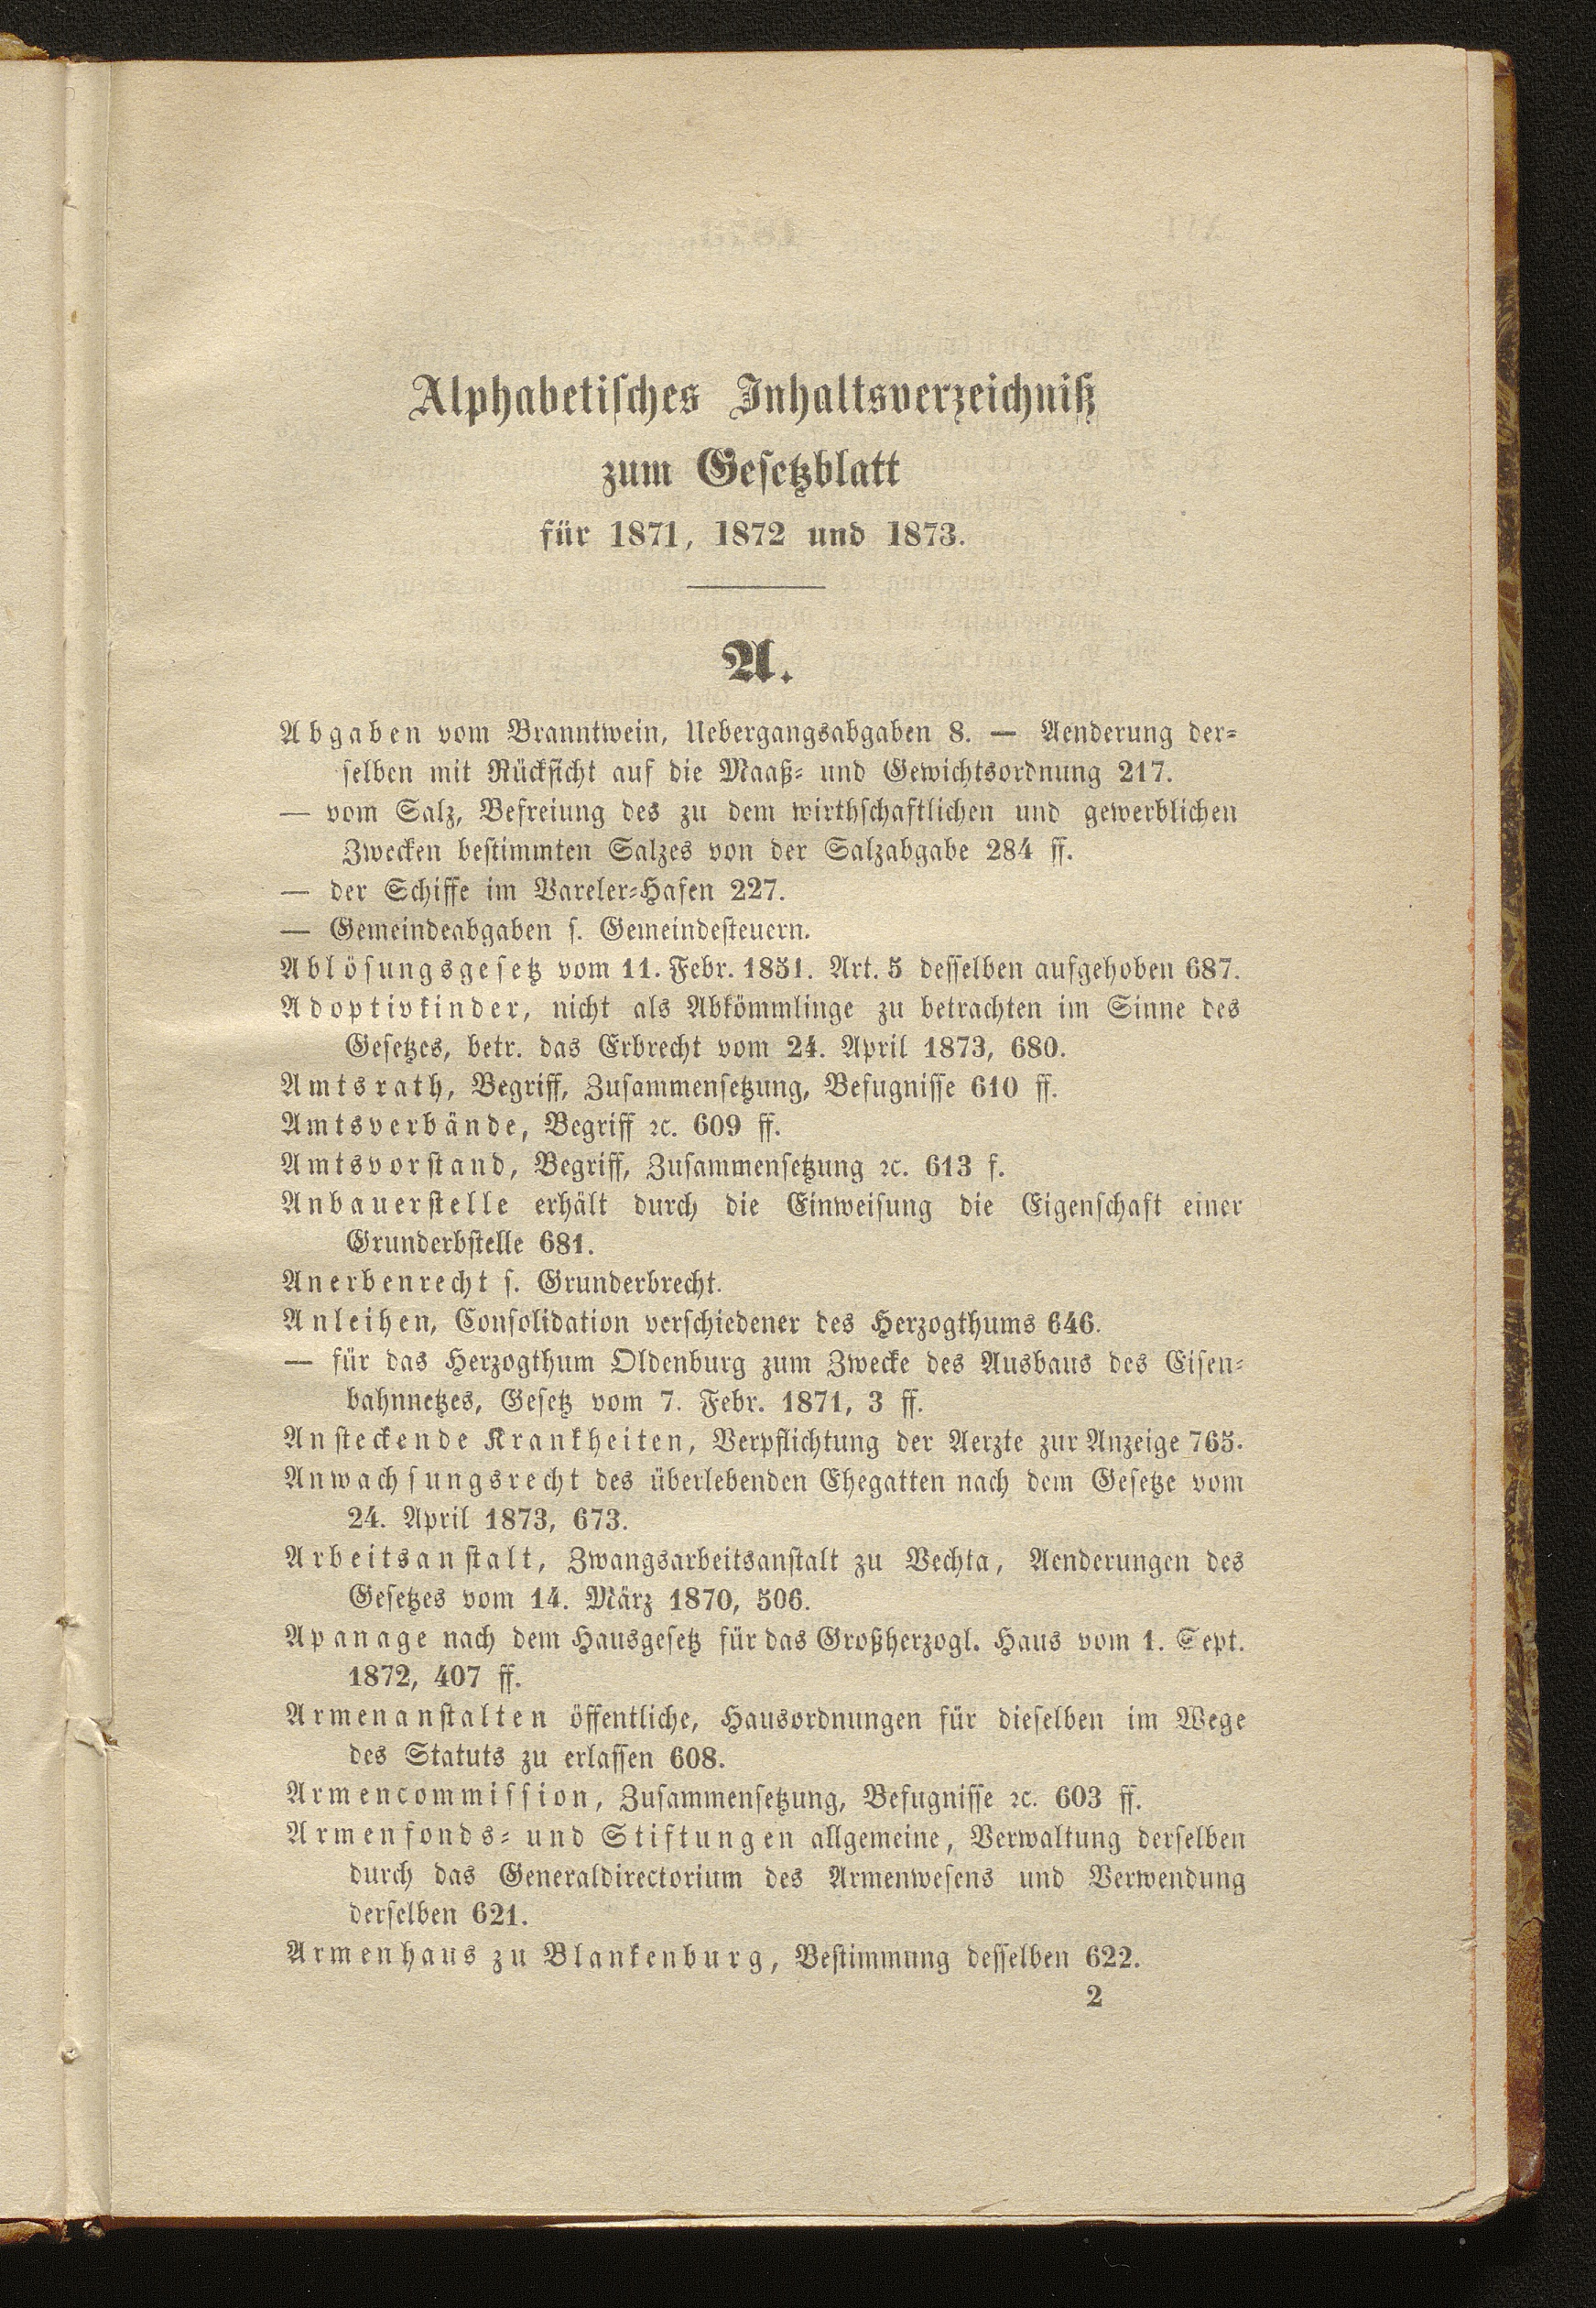 Alphabetisches Inhaltsverzeichniß
zum Gesetzblatt
für 1871, 1872 und 1873.
A.
Abgaben vom Branntwein, Uebergangsabgaben 8. — Aenderung der-
selben mit Rücksicht auf die Maaß- und Gewichtsordnung 217.
— vom Salz, Befreiung des zu dem wirthschaftlichen und gewerblichen
Zwecken bestimmten Salzes von der Salzabgabe 284 ff.
— der Schiffe im Vareler-Hafen 227.
— Gemeindeabgaben s. Gemeindesteuern.
Ablösungsgesetz vom 11. Febr. 1851. Art. 5 desselben aufgehoben 687.
Adoptivkinder, nicht als Abkömmlinge zu betrachten im Sinne des
Gesetzes, betr. das Erbrecht vom 24. April 1873, 680.
Amtsrath, Begriff, Zusammensetzung, Befugnisse 610 ff.
Amtsverbände, Begriff ꝛc. 609 ff.
Amtsvorstand, Begriff, Zusammensetzung ꝛc. 613 f.
Anbauerstelle erhält durch die Einweisung die Eigenschaft einer
Grunderbstelle 681.
Anerbenrecht s. Grunderbrecht.
Anleihen, Consolidation verschiedener des Herzogthums 646.
— für das Herzogthum Oldenburg zum Zwecke des Ausbaus des Eisen-
bahnnetzes, Gesetz vom 7. Febr. 1871, 3 ff.
Ansteckende Krankheiten, Verpflichtung der Aerzte zur Anzeige 765.
Anwachsungsrecht des überlebenden Ehegatten nach dem Gesetze vom
24. April 1873, 673.
Arbeitsanstalt, Zwangsarbeitsanstalt zu Vechta, Aenderungen des
Gesetzes vom 14. März 1870, 506.
Apanage nach dem Hausgesetz für das Großherzogl. Haus vom 1. Sept.
1872, 407 ff.
Armenanstalten öffentliche, Hausordnungen für dieselben im Wege
des Statuts zu erlassen 608.
Armencommission, Zusammensetzung, Befugnisse ꝛc. 603 ff.
Armenfonds- und Stiftungen allgemeine, Verwaltung derselben
durch das Generaldirectorium des Armenwesens und Verwendung
derselben 621.
Armenhaus zu Blankenburg, Bestimmung desselben 622.
2